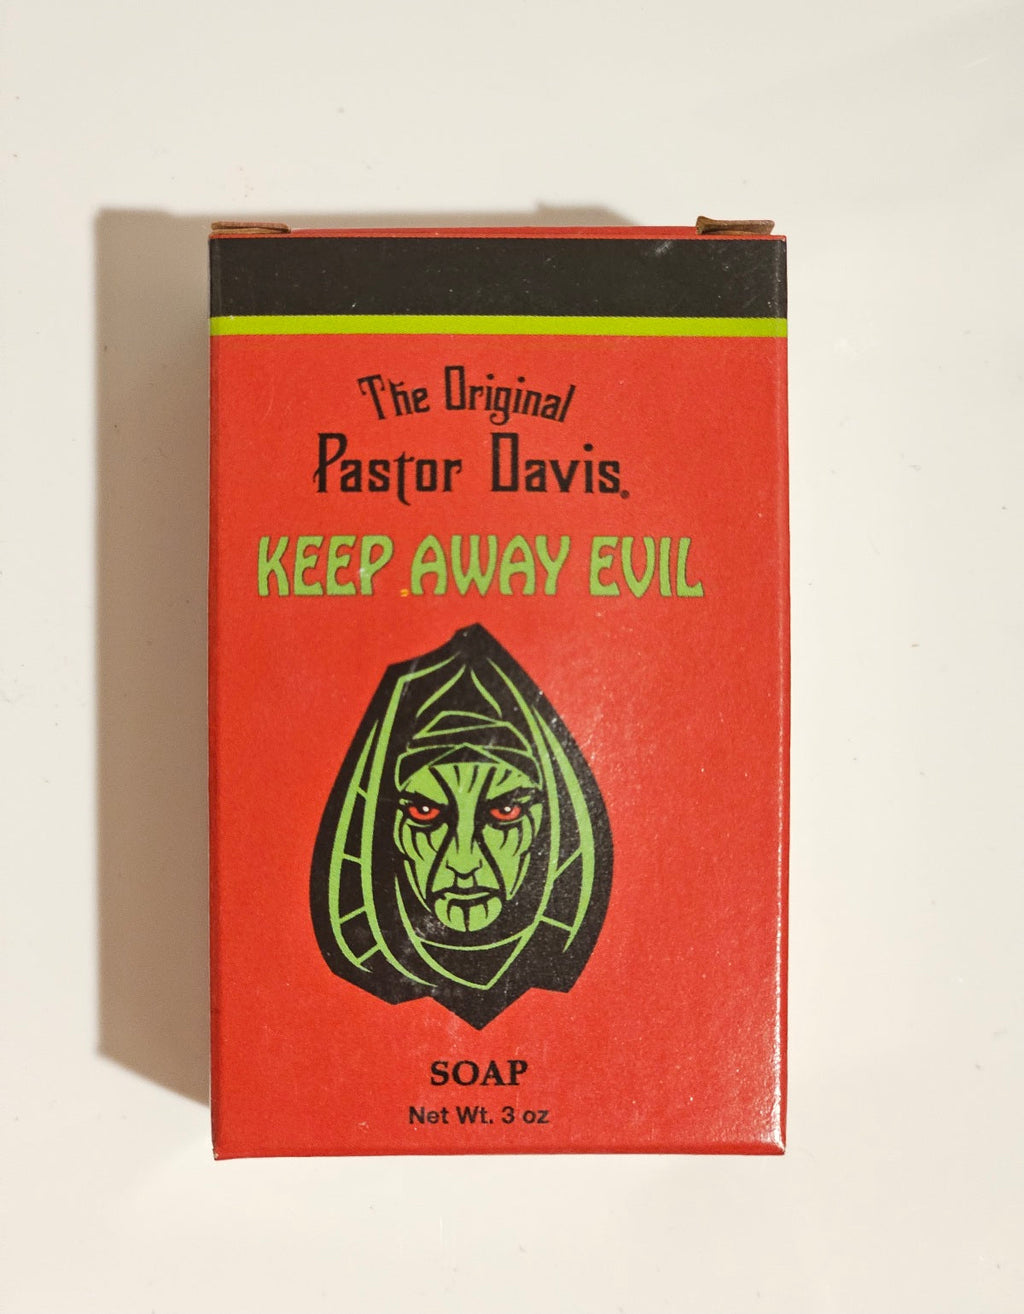 The Original
Pastor Davis®
KEEP AWAY EVIL
SOAP
Net Wt. 3 oz